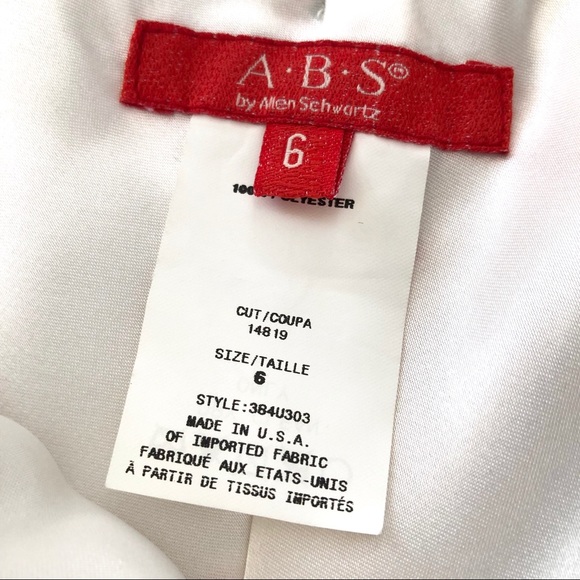 A·B·S®
by Allen Schwartz
6
CUT/COUPA
14819
SIZE/TAILLE
6
STYLE:384U303
MADE IN U.S.A.
OF IMPORTED FABRIC
FABRIQUÉ AUX ETATS-UNIS
À PARTIR DE TISSUS IMPORTÉS